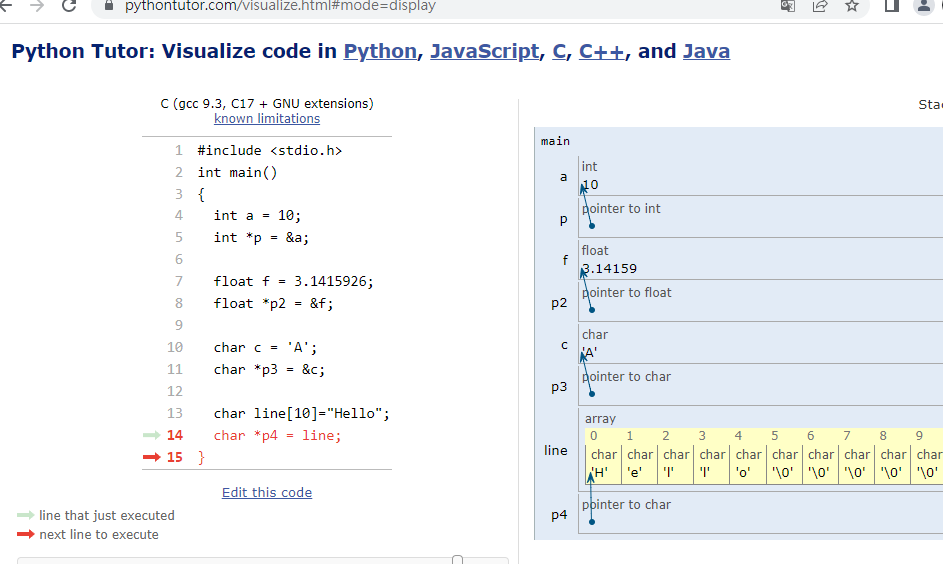 pythontutor.com/visualize.html#mode=display
Python Tutor: Visualize code in Python, JavaScript, C, C++, and Java
C (gcc 9.3, C17 + GNU extensions)
known limitations
1 #include <stdio.h>
2 int main()
3 {
4 int a = 10;
5 int *p = &a;
6
7 float f = 3.1415926;
8 float *p2 = &f;
9
10 char c = 'A';
11 char *p3 = &c;
12
13 char line[10]="Hello";
14 char *p4 = line;
15 }
Edit this code
line that just executed
next line to execute
Stac
main
a int
10
p pointer to int
f float
3.14159
p2 pointer to float
c char
'A'
p3 pointer to char
line array
0 1 2 3 4 5 6 7 8 9
char char char char char char char char char char
'H' 'e' 'l' 'l' 'o' '\0' '\0' '\0' '\0' '\0'
p4 pointer to char